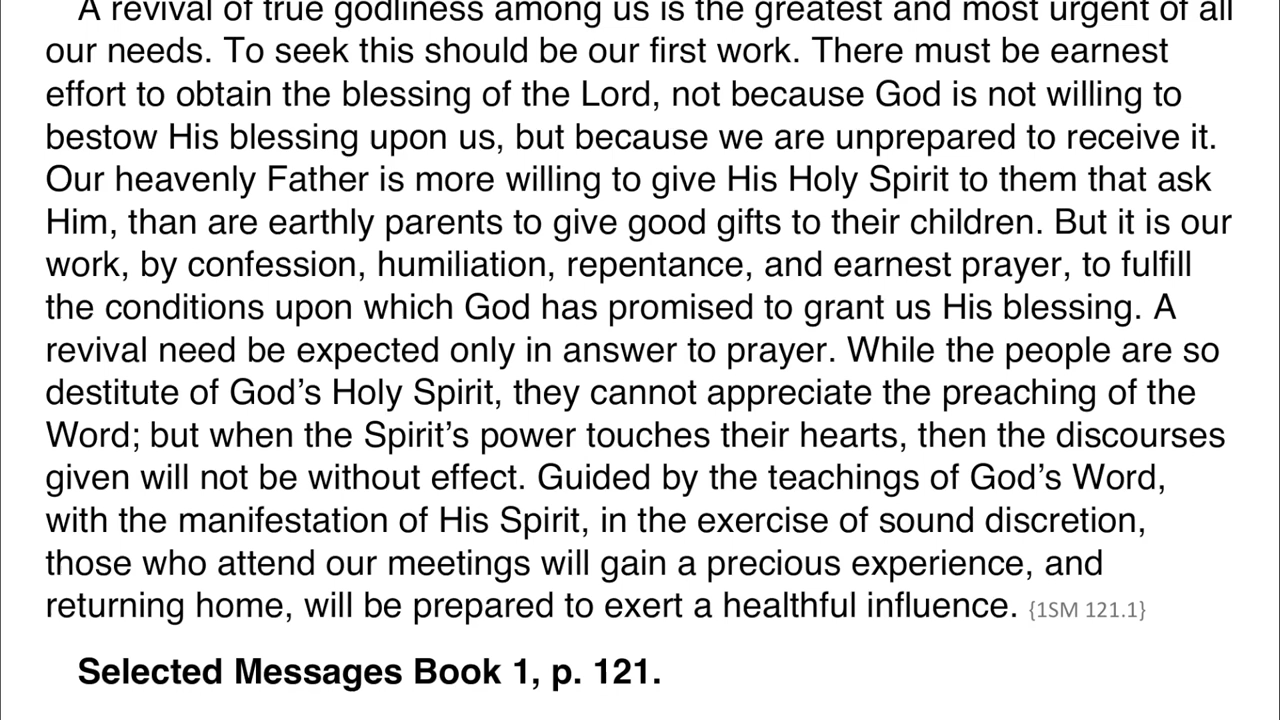 A revival of true godliness among us is the greatest and most urgent of all
our needs. To seek this should be our first work. There must be earnest
effort to obtain the blessing of the Lord, not because God is not willing to
bestow His blessing upon us, but because we are unprepared to receive it.
Our heavenly Father is more willing to give His Holy Spirit to them that ask
Him, than are earthly parents to give good gifts to their children. But it is our
work, by confession, humiliation, repentance, and earnest prayer, to fulfill
the conditions upon which God has promised to grant us His blessing. A
revival need be expected only in answer to prayer. While the people are so
destitute of God’s Holy Spirit, they cannot appreciate the preaching of the
Word; but when the Spirit’s power touches their hearts, then the discourses
given will not be without effect. Guided by the teachings of God’s Word,
with the manifestation of His Spirit, in the exercise of sound discretion,
those who attend our meetings will gain a precious experience, and
returning home, will be prepared to exert a healthful influence. {1SM 121.1}
Selected Messages Book 1, p. 121.